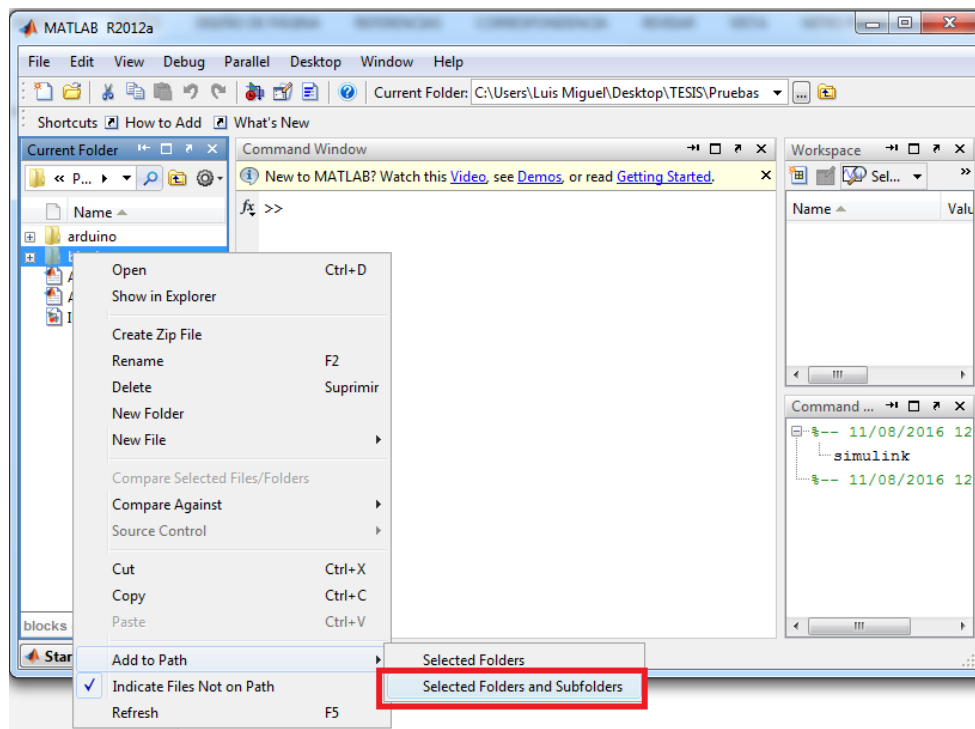 MATLAB R2012a
File Edit View Debug Parallel Desktop Window Help
Current Folder: C:\Users\Luis Miguel\Desktop\TESIS\Pruebas
Shortcuts How to Add What's New
Current Folder
« P...
Name
arduino
Command Window
New to MATLAB? Watch this Video, see Demos, or read Getting Started.
fx >>
Workspace
Sel...
Name Valu
Command ...
%-- 11/08/2016 12
simulink
%-- 11/08/2016 12
Open Ctrl+D
Show in Explorer
Create Zip File
Rename F2
Delete Suprimir
New Folder
New File
Compare Selected Files/Folders
Compare Against
Source Control
Cut Ctrl+X
Copy Ctrl+C
Paste Ctrl+V
Add to Path
Indicate Files Not on Path
Refresh F5
Selected Folders
Selected Folders and Subfolders
blocks
Star